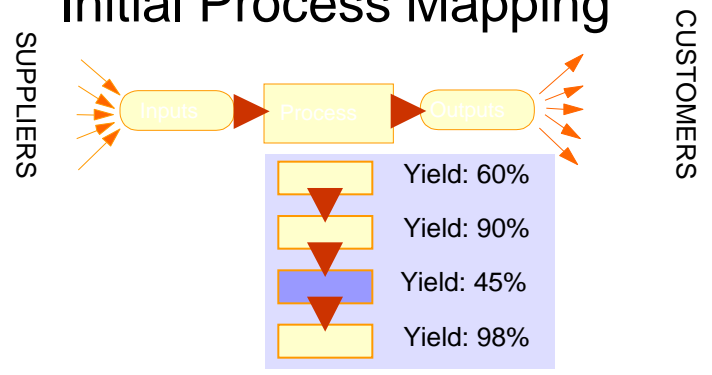 Initial Process Mapping
SUPPLIERS
Inputs
Process
Outputs
CUSTOMERS
Yield: 60%
Yield: 90%
Yield: 45%
Yield: 98%